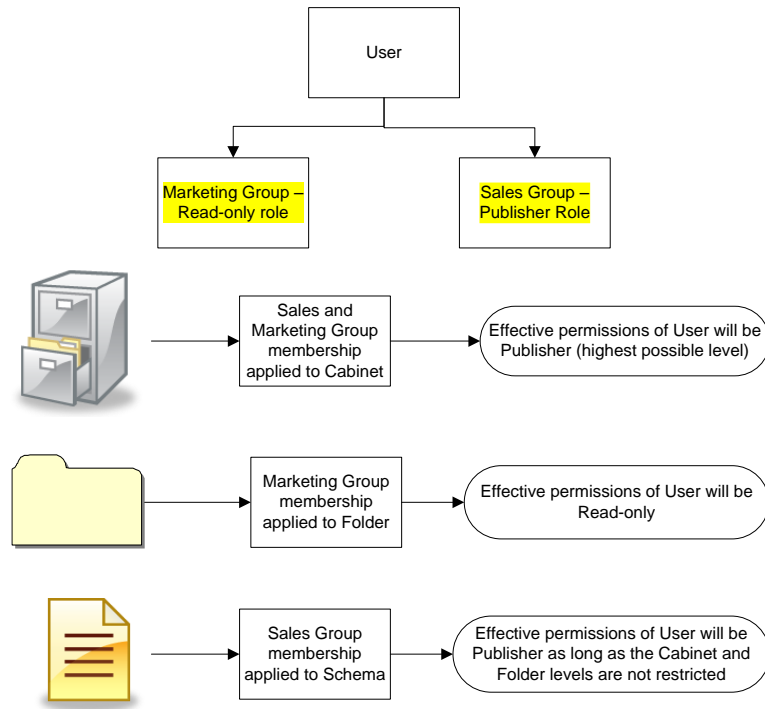 User
Marketing Group –
Read-only role
Sales Group –
Publisher Role
Sales and
Marketing Group
membership
applied to Cabinet
Effective permissions of User will be
Publisher (highest possible level)
Marketing Group
membership
applied to Folder
Effective permissions of User will be
Read-only
Sales Group
membership
applied to Schema
Effective permissions of User will be
Publisher as long as the Cabinet and
Folder levels are not restricted